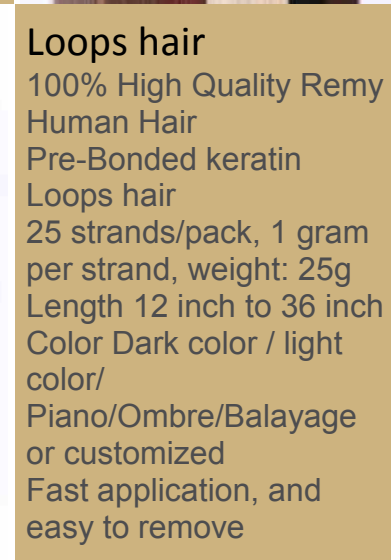 Loops hair
100% High Quality Remy
Human Hair
Pre-Bonded keratin
Loops hair
25 strands/pack, 1 gram
per strand, weight: 25g
Length 12 inch to 36 inch
Color Dark color / light
color/
Piano/Ombre/Balayage
or customized
Fast application, and
easy to remove